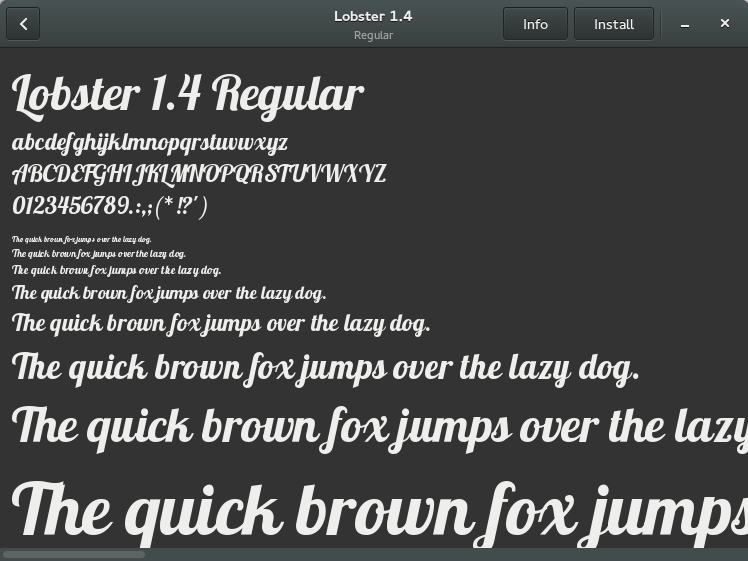 Lobster 1.4
Regular
Info
Install
Lobster 1.4 Regular
abcdefghijklmnopqrstuvwxyz
ABCDEFGHIJKLMNOPQRSTUVWXYZ
0123456789.:,;(*!?')
The quick brown fox jumps over the lazy dog.
The quick brown fox jumps over the lazy dog.
The quick brown fox jumps over the lazy dog.
The quick brown fox jumps over the lazy dog.
The quick brown fox jumps over the lazy dog.
The quick brown fox jumps over the lazy dog.
The quick brown fox jumps over the lazy
The quick brown fox jumps